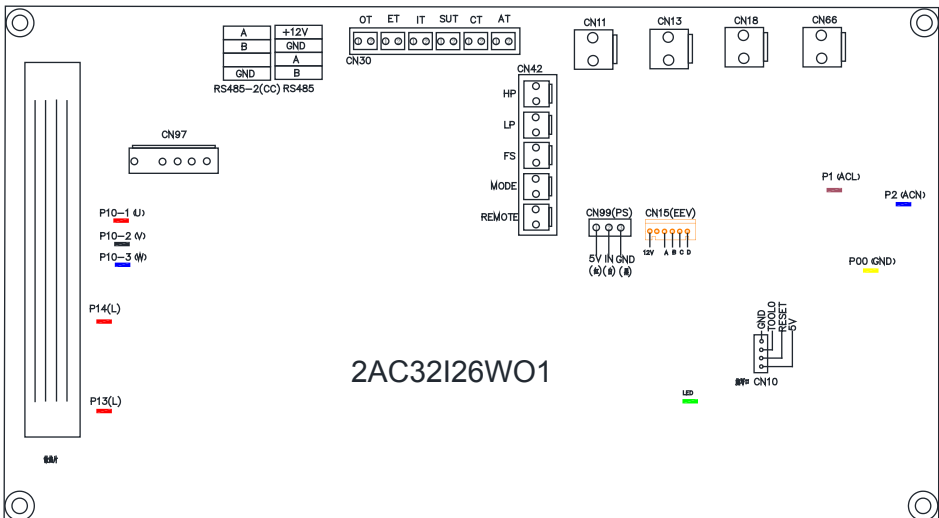 OT ET IT SUT CT AT
CN11
CN13
CN18
CN66
A +12V
B GND
A
GND B
RS485-2(CC) RS485
CN30
CN42
HP
LP
FS
MODE
REMOTE
CN97
P10-1 (U)
P10-2 (V)
P10-3 (W)
P14(L)
P13(L)
CN99(PS)
5V IN GND
CN15(EEV)
12V A B C D
P1 (ACL)
P2 (ACN)
P00 (GND)
GND
TOOL0
RESET
5V
CN10
2AC32I26WO1
LED